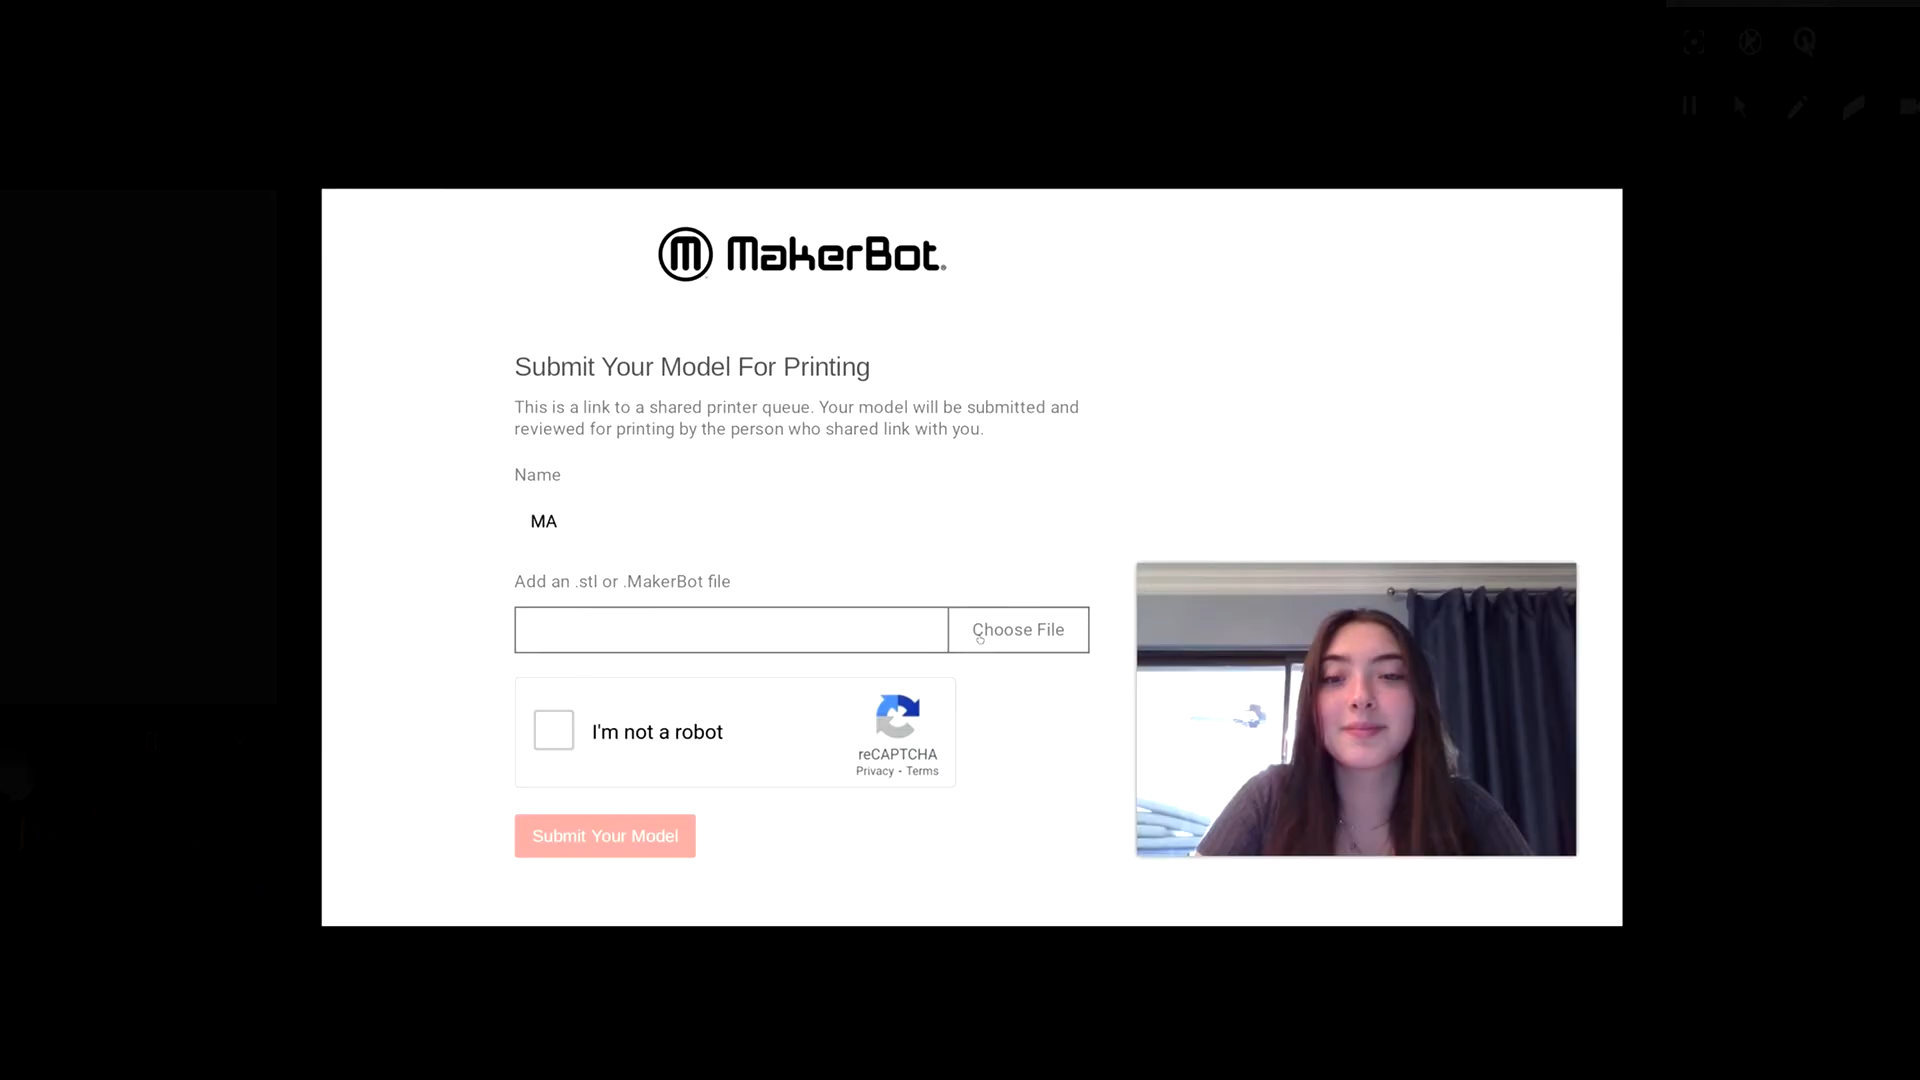 MakerBot.
Submit Your Model For Printing
This is a link to a shared printer queue. Your model will be submitted and
reviewed for printing by the person who shared link with you.
Name
MA
Add an .stl or .MakerBot file
Choose File
I'm not a robot
reCAPTCHA
Privacy - Terms
Submit Your Model